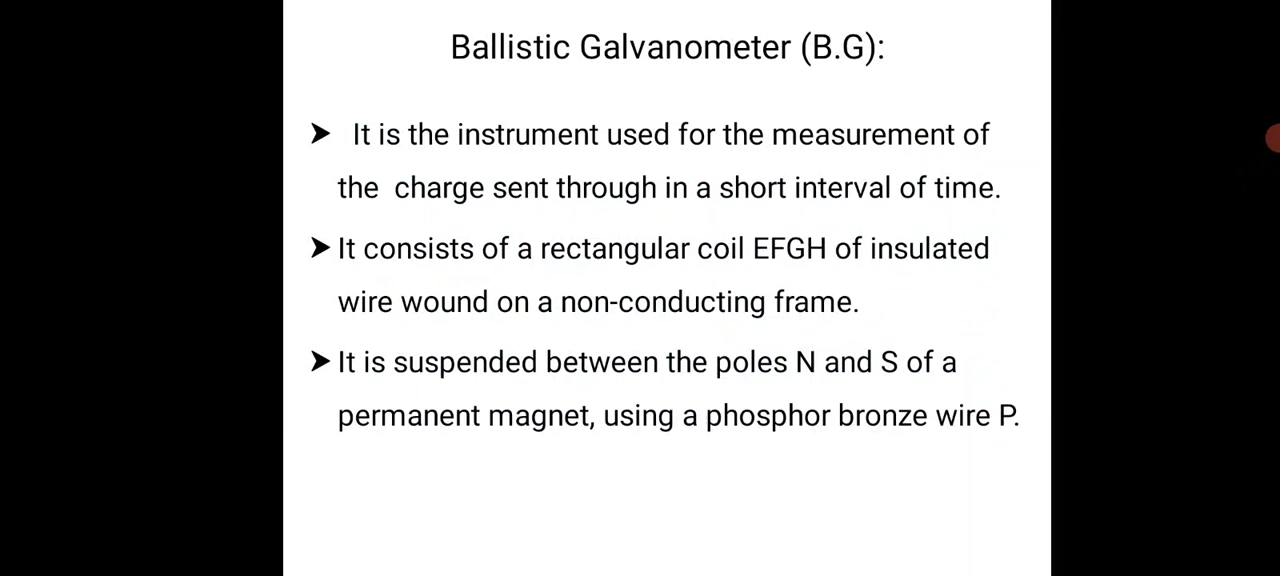 Ballistic Galvanometer (B.G):
➤ It is the instrument used for the measurement of
the charge sent through in a short interval of time.
➤ It consists of a rectangular coil EFGH of insulated
wire wound on a non-conducting frame.
➤ It is suspended between the poles N and S of a
permanent magnet, using a phosphor bronze wire P.